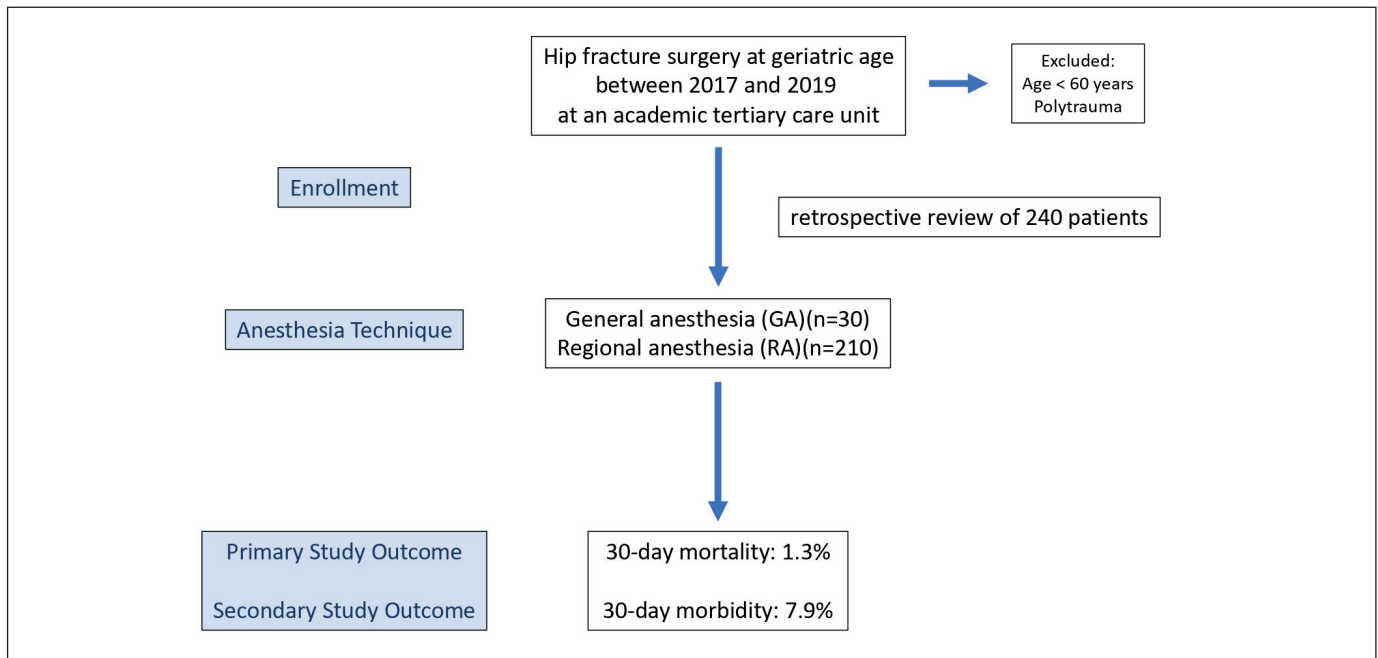 Hip fracture surgery at geriatric age
between 2017 and 2019
at an academic tertiary care unit
Excluded:
Age < 60 years
Polytrauma
Enrollment
retrospective review of 240 patients
Anesthesia Technique
General anesthesia (GA)(n=30)
Regional anesthesia (RA)(n=210)
Primary Study Outcome
30-day mortality: 1.3%
Secondary Study Outcome
30-day morbidity: 7.9%